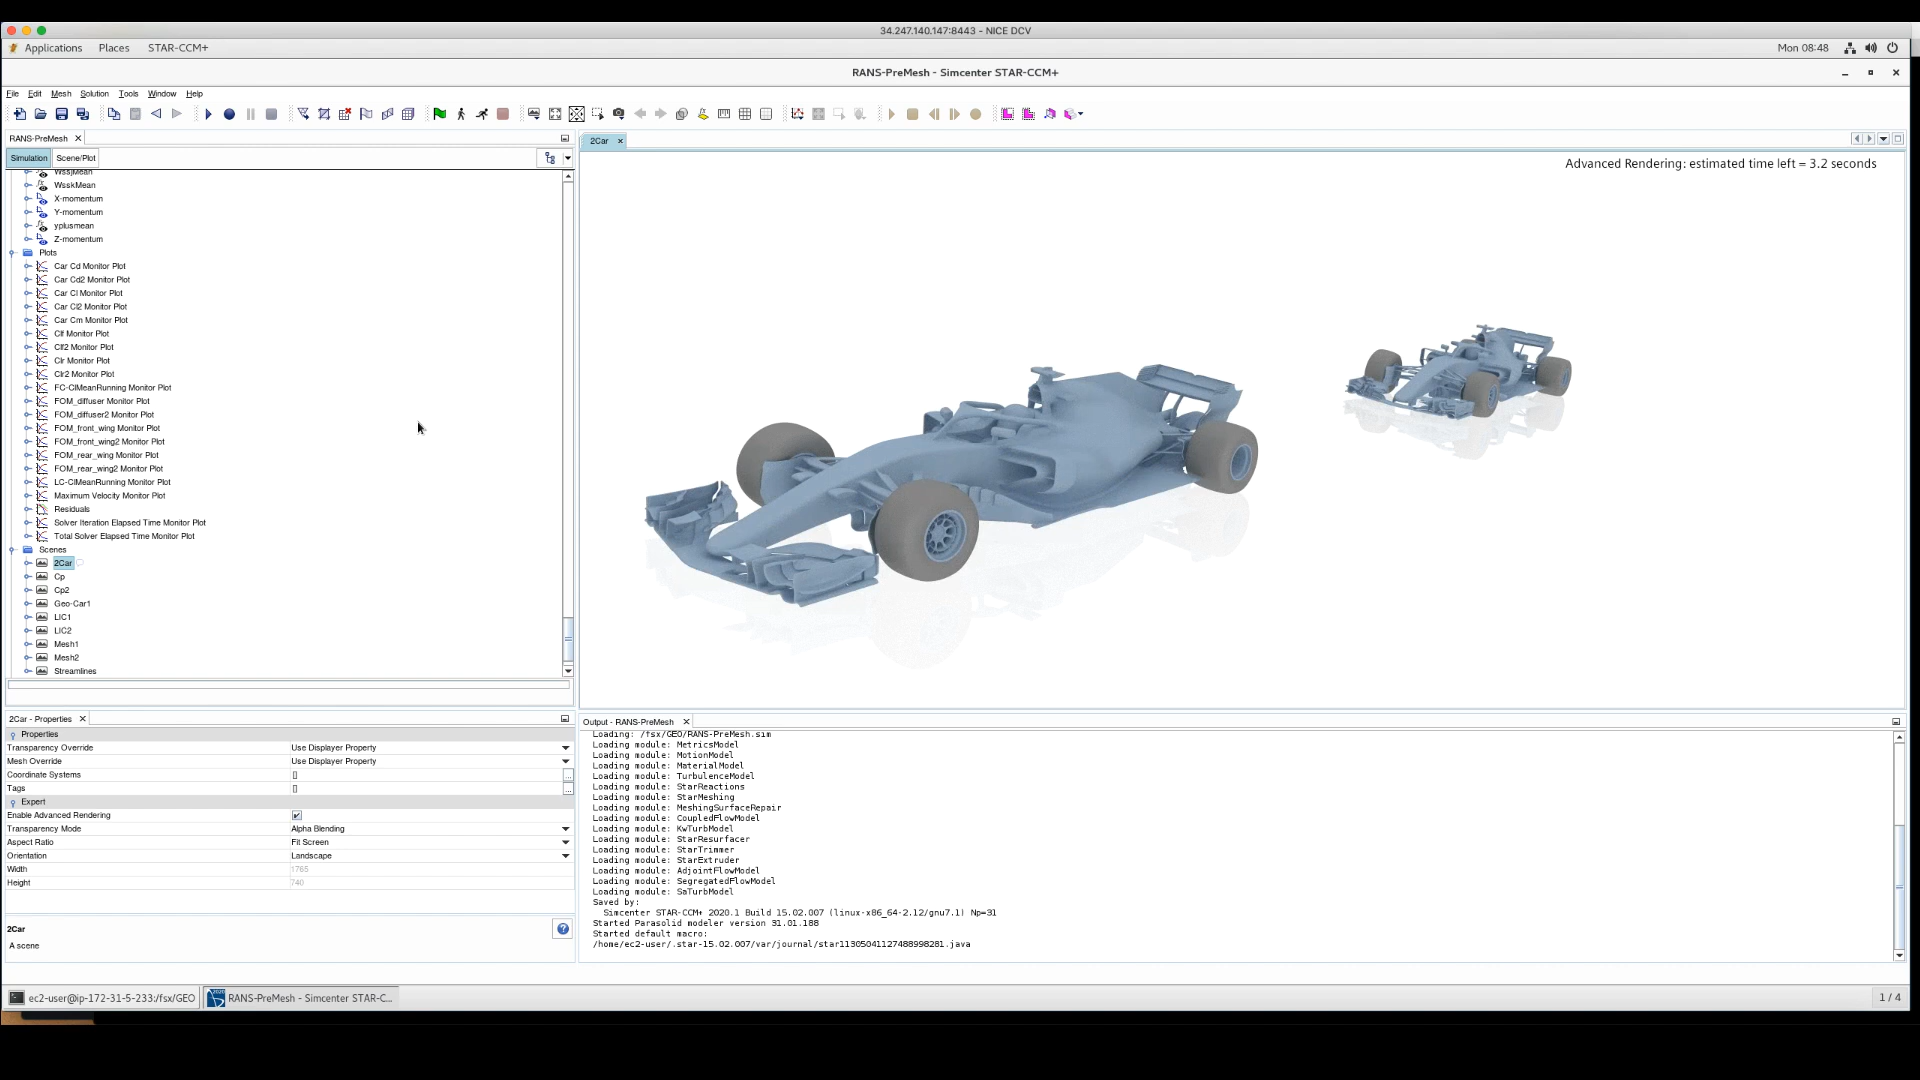 34.247.140.147:8443 - NICE DCV
Applications Places STAR-CCM+ Mon 08:48
RANS-PreMesh - Simcenter STAR-CCM+
File Edit Mesh Solution Tools Window Help
RANS-PreMesh
Simulation Scene/Plot
WssjMean
WsskMean
X-momentum
Y-momentum
yplusmean
Z-momentum
Plots
Car Cd Monitor Plot
Car Cd2 Monitor Plot
Car Cl Monitor Plot
Car Cl2 Monitor Plot
Car Cm Monitor Plot
Clf Monitor Plot
Clf2 Monitor Plot
Clr Monitor Plot
Clr2 Monitor Plot
FC-ClMeanRunning Monitor Plot
FOM_diffuser Monitor Plot
FOM_diffuser2 Monitor Plot
FOM_front_wing Monitor Plot
FOM_front_wing2 Monitor Plot
FOM_rear_wing Monitor Plot
FOM_rear_wing2 Monitor Plot
LC-ClMeanRunning Monitor Plot
Maximum Velocity Monitor Plot
Residuals
Solver Iteration Elapsed Time Monitor Plot
Total Solver Elapsed Time Monitor Plot
Scenes
2Car
Cp
Cp2
Geo-Car1
LIC1
LIC2
Mesh1
Mesh2
Streamlines
2Car
Advanced Rendering: estimated time left = 3.2 seconds
2Car - Properties
Properties
Transparency Override Use Displayer Property
Mesh Override Use Displayer Property
Coordinate Systems []
Tags []
Expert
Enable Advanced Rendering
Transparency Mode Alpha Blending
Aspect Ratio Fit Screen
Orientation Landscape
Width 1765
Height 740
2Car
A scene
Output - RANS-PreMesh
Loading: /fsx/GEO/RANS-PreMesh.sim
Loading module: MetricsModel
Loading module: MotionModel
Loading module: MaterialModel
Loading module: TurbulenceModel
Loading module: StarReactions
Loading module: StarMeshing
Loading module: MeshingSurfaceRepair
Loading module: CoupledFlowModel
Loading module: KwTurbModel
Loading module: StarResurfacer
Loading module: StarTrimmer
Loading module: StarExtruder
Loading module: AdjointFlowModel
Loading module: SegregatedFlowModel
Loading module: SaTurbModel
Saved by:
Simcenter STAR-CCM+ 2020.1 Build 15.02.007 (linux-x86_64-2.12/gnu7.1) Np=31
Started Parasolid modeler version 31.01.188
Started default macro:
/home/ec2-user/.star-15.02.007/var/journal/star11305041127488998281.java
ec2-user@ip-172-31-5-233:/fsx/GEO
RANS-PreMesh - Simcenter STAR-C...
1 / 4